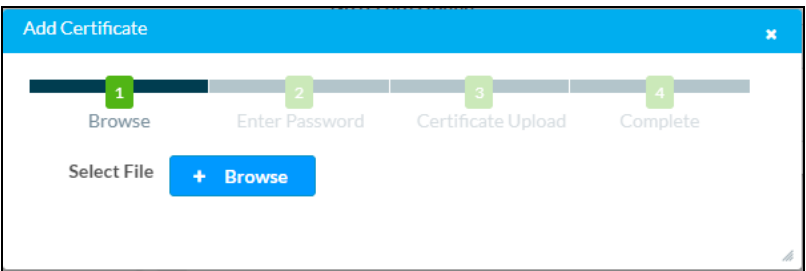 Add Certificate
1 2 3 4
Browse Enter Password Certificate Upload Complete
Select File + Browse